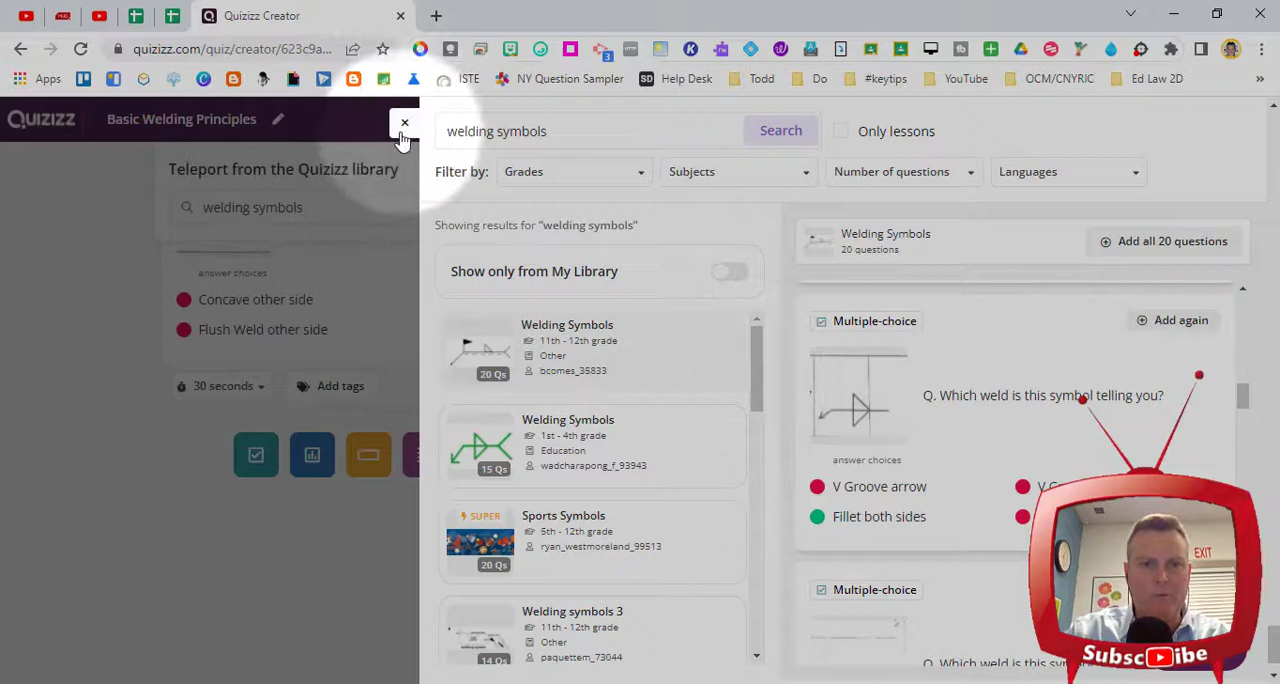 Quizizz Creator
quizizz.com/quiz/creator/623c9a...
3
Apps
ISTE
NY Question Sampler
SD Help Desk
Todd
Do
#keytips
YouTube
OCM/CNYRIC
Ed Law 2D
QUIZIZZ
Basic Welding Principles
welding symbols
Search
Only lessons
Teleport from the Quizizz library
Filter by:
Grades
Subjects
Number of questions
Languages
welding symbols
Showing results for "welding symbols"
Welding Symbols
20 questions
Add all 20 questions
answer choices
Show only from My Library
Concave other side
Flush Weld other side
Multiple-choice
Add again
Welding Symbols
11th - 12th grade
Other
bcomes_35833
20 Qs
30 seconds
Add tags
Q. Which weld is this symbol telling you?
Welding Symbols
1st - 4th grade
Education
wadcharapong_f_93943
15 Qs
answer choices
V Groove arrow
Fillet both sides
SUPER
Sports Symbols
5th - 12th grade
ryan_westmoreland_99513
20 Qs
EXIT
Multiple-choice
Welding symbols 3
11th - 12th grade
Other
paquettem_73044
14 Qs
Subscribe